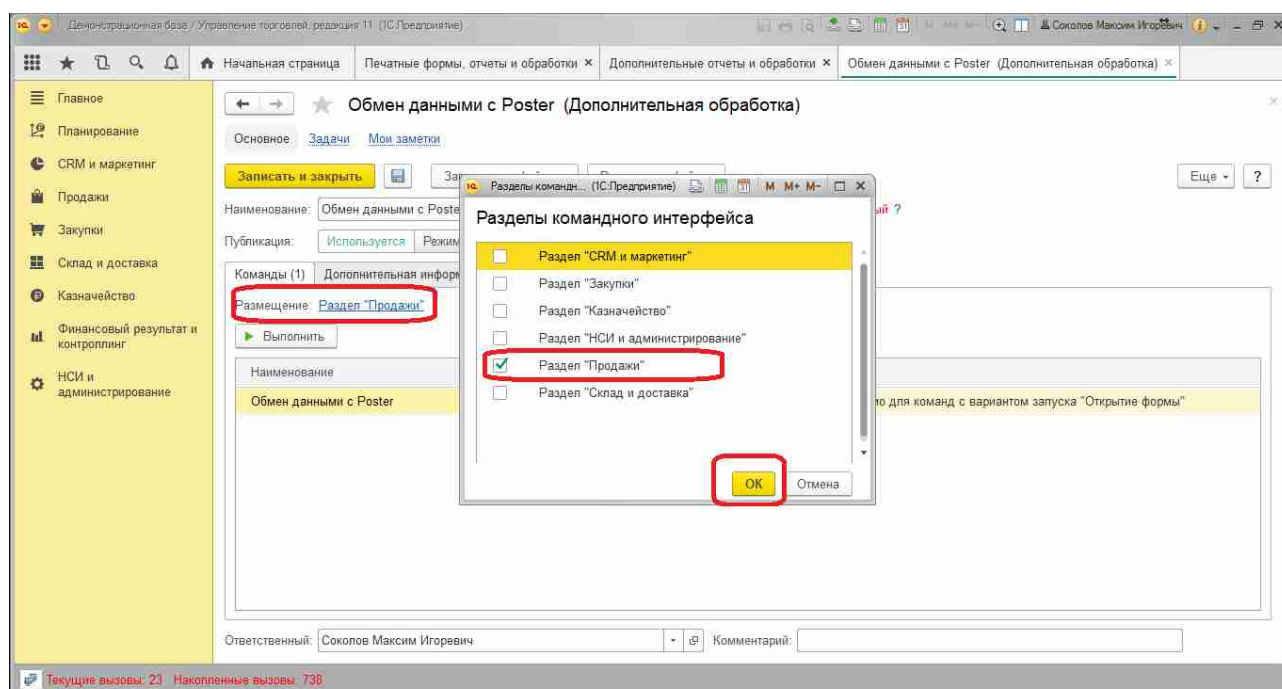 Демонстрационная база / Управление торговлей, редакция 11 (1С:Предприятие)
M M+ M-
Соколов Максим Игоревич
Начальная страница
Печатные формы, отчеты и обработки ×
Дополнительные отчеты и обработки ×
Обмен данными с Poster (Дополнительная обработка) ×
Главное
Планирование
CRM и маркетинг
Продажи
Закупки
Склад и доставка
Казначейство
Финансовый результат и
контроллинг
НСИ и
администрирование
Обмен данными с Poster (Дополнительная обработка)
Основное Задачи Мои заметки
Записать и закрыть
Еще
?
Наименование: Обмен данными с Poste
ый ?
Публикация: Используется Режим
Команды (1) Дополнительная информ
Размещение: Раздел "Продажи"
Выполнить
Наименование
Обмен данными с Poster
ю для команд с вариантом запуска "Открытие формы"
Разделы командн... (1С:Предприятие) M M+ M-
Разделы командного интерфейса
Раздел "CRM и маркетинг"
Раздел "Закупки"
Раздел "Казначейство"
Раздел "НСИ и администрирование"
Раздел "Продажи"
Раздел "Склад и доставка"
ОК Отмена
Ответственный: Соколов Максим Игоревич
Комментарий:
Текущие вызовы: 23 Накопленные вызовы: 738